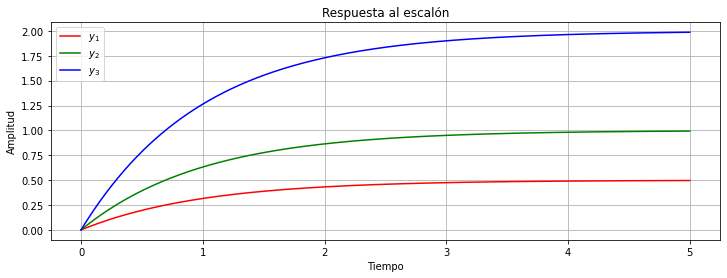 Respuesta al escalón
y₁
y₂
y₃
Amplitud
2.00
1.75
1.50
1.25
1.00
0.75
0.50
0.25
0.00
0 1 2 3 4 5
Tiempo